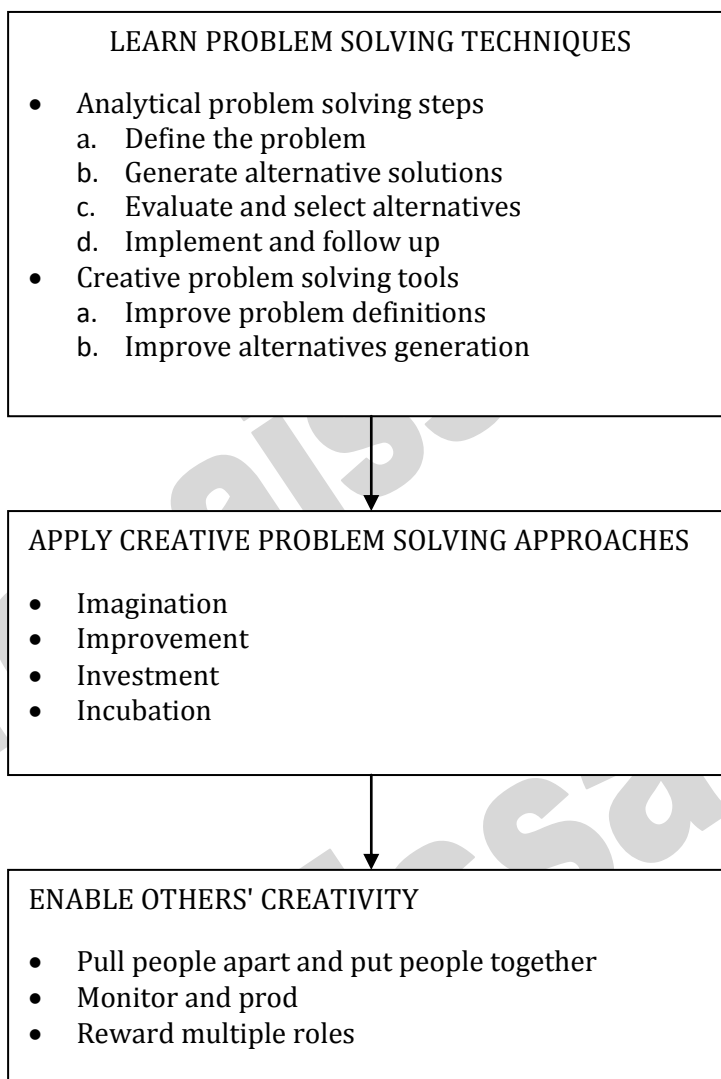 LEARN PROBLEM SOLVING TECHNIQUES
• Analytical problem solving steps
a. Define the problem
b. Generate alternative solutions
c. Evaluate and select alternatives
d. Implement and follow up
• Creative problem solving tools
a. Improve problem definitions
b. Improve alternatives generation
APPLY CREATIVE PROBLEM SOLVING APPROACHES
• Imagination
• Improvement
• Investment
• Incubation
ENABLE OTHERS' CREATIVITY
• Pull people apart and put people together
• Monitor and prod
• Reward multiple roles